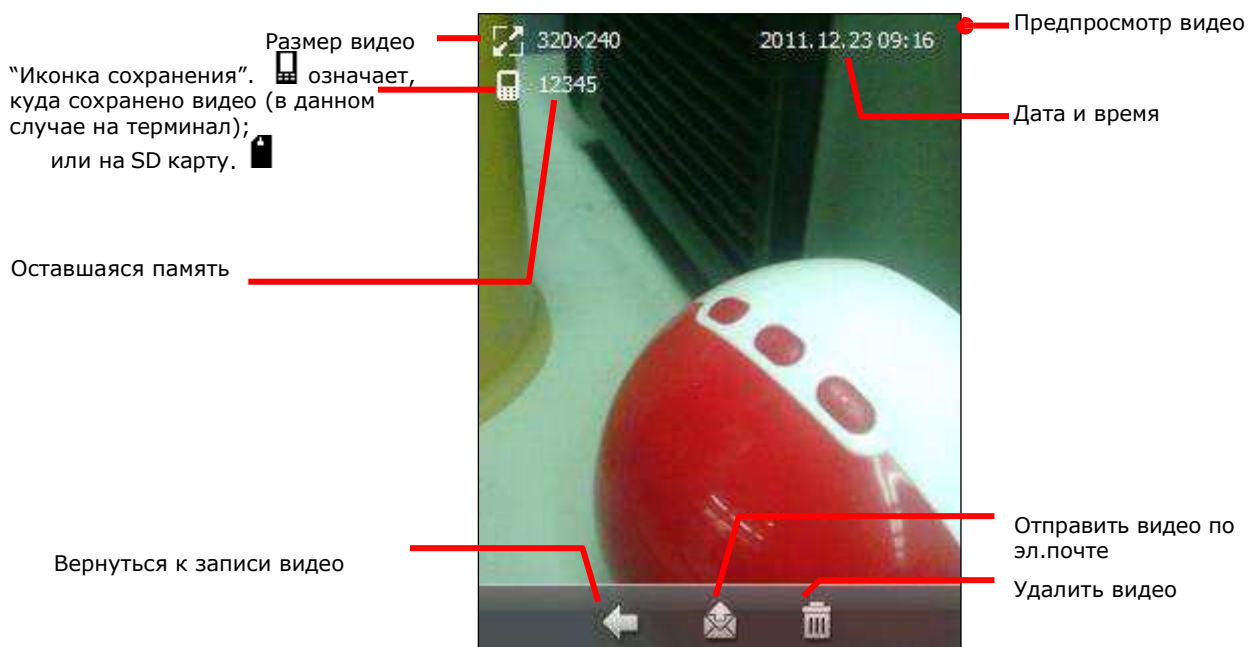 Размер видео
“Иконка сохранения”. означает,
куда сохранено видео (в данном
случае на терминал);
или на SD карту.
Оставшаяся память
Вернуться к записи видео
320x240
2011.12.23 09:16
12345
Предпросмотр видео
Дата и время
Отправить видео по
эл.почте
Удалить видео